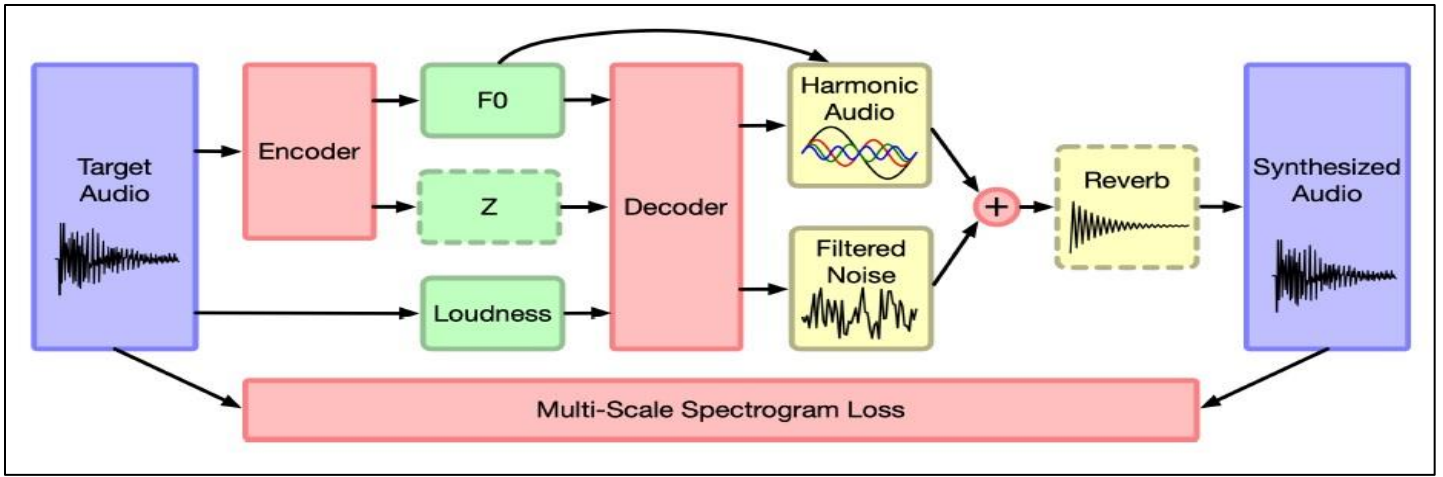 Target
Audio
Encoder
F0
Z
Loudness
Decoder
Harmonic
Audio
Filtered
Noise
+
Reverb
Synthesized
Audio
Multi-Scale Spectrogram Loss